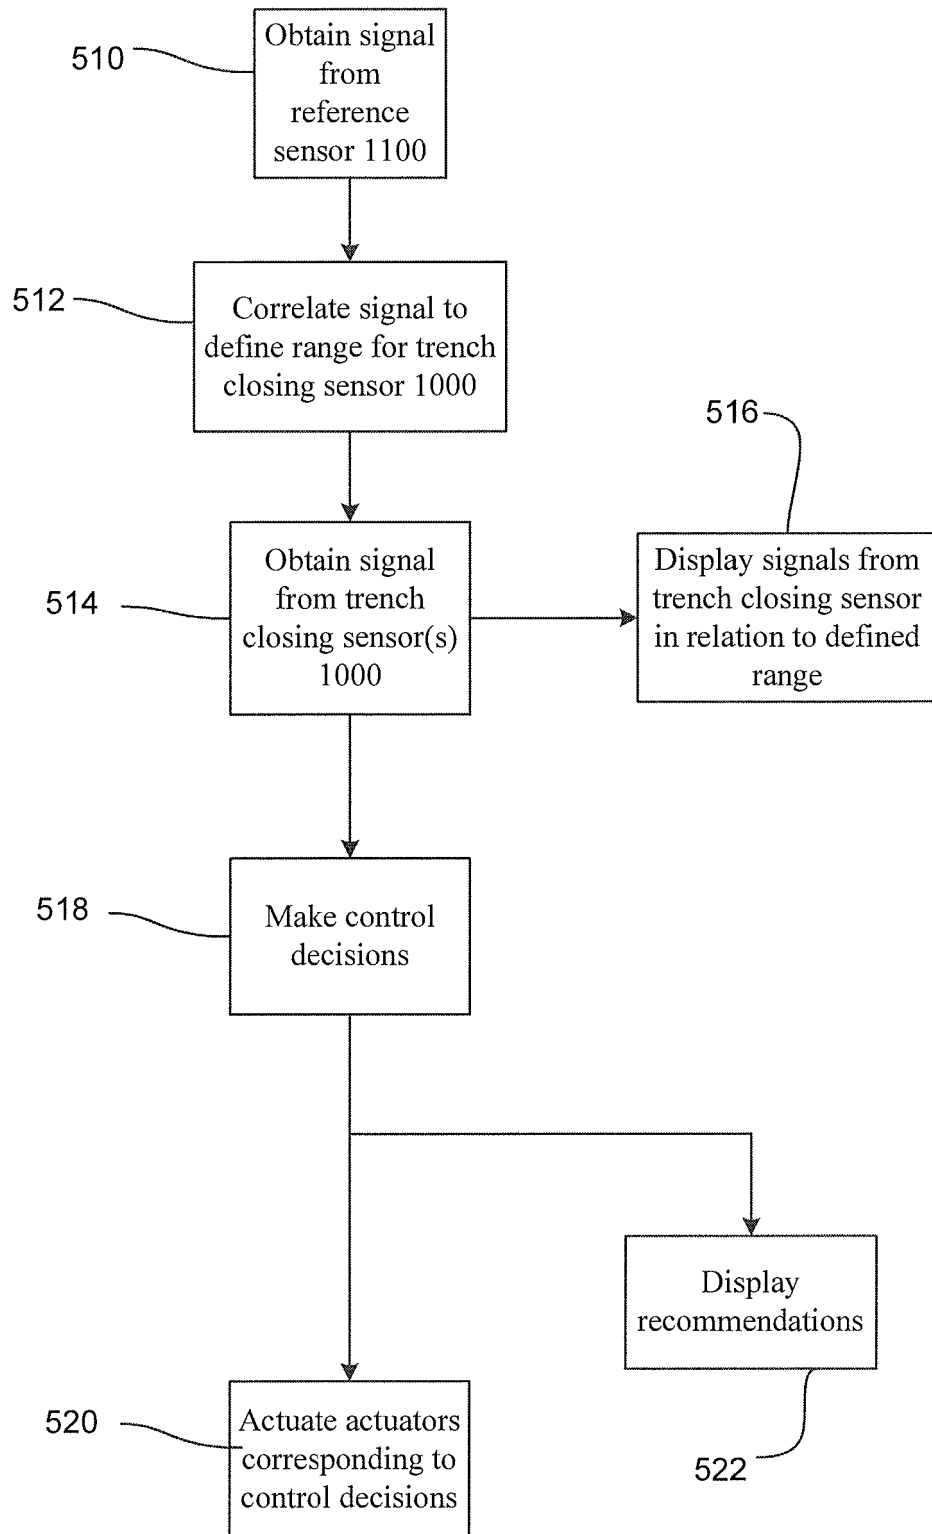 510
Obtain signal
from
reference
sensor 1100
512
Correlate signal to
define range for trench
closing sensor 1000
514
Obtain signal
from trench
closing sensor(s)
1000
516
Display signals from
trench closing sensor
in relation to defined
range
518
Make control
decisions
520
Actuate actuators
corresponding to
control decisions
Display
recommendations
522